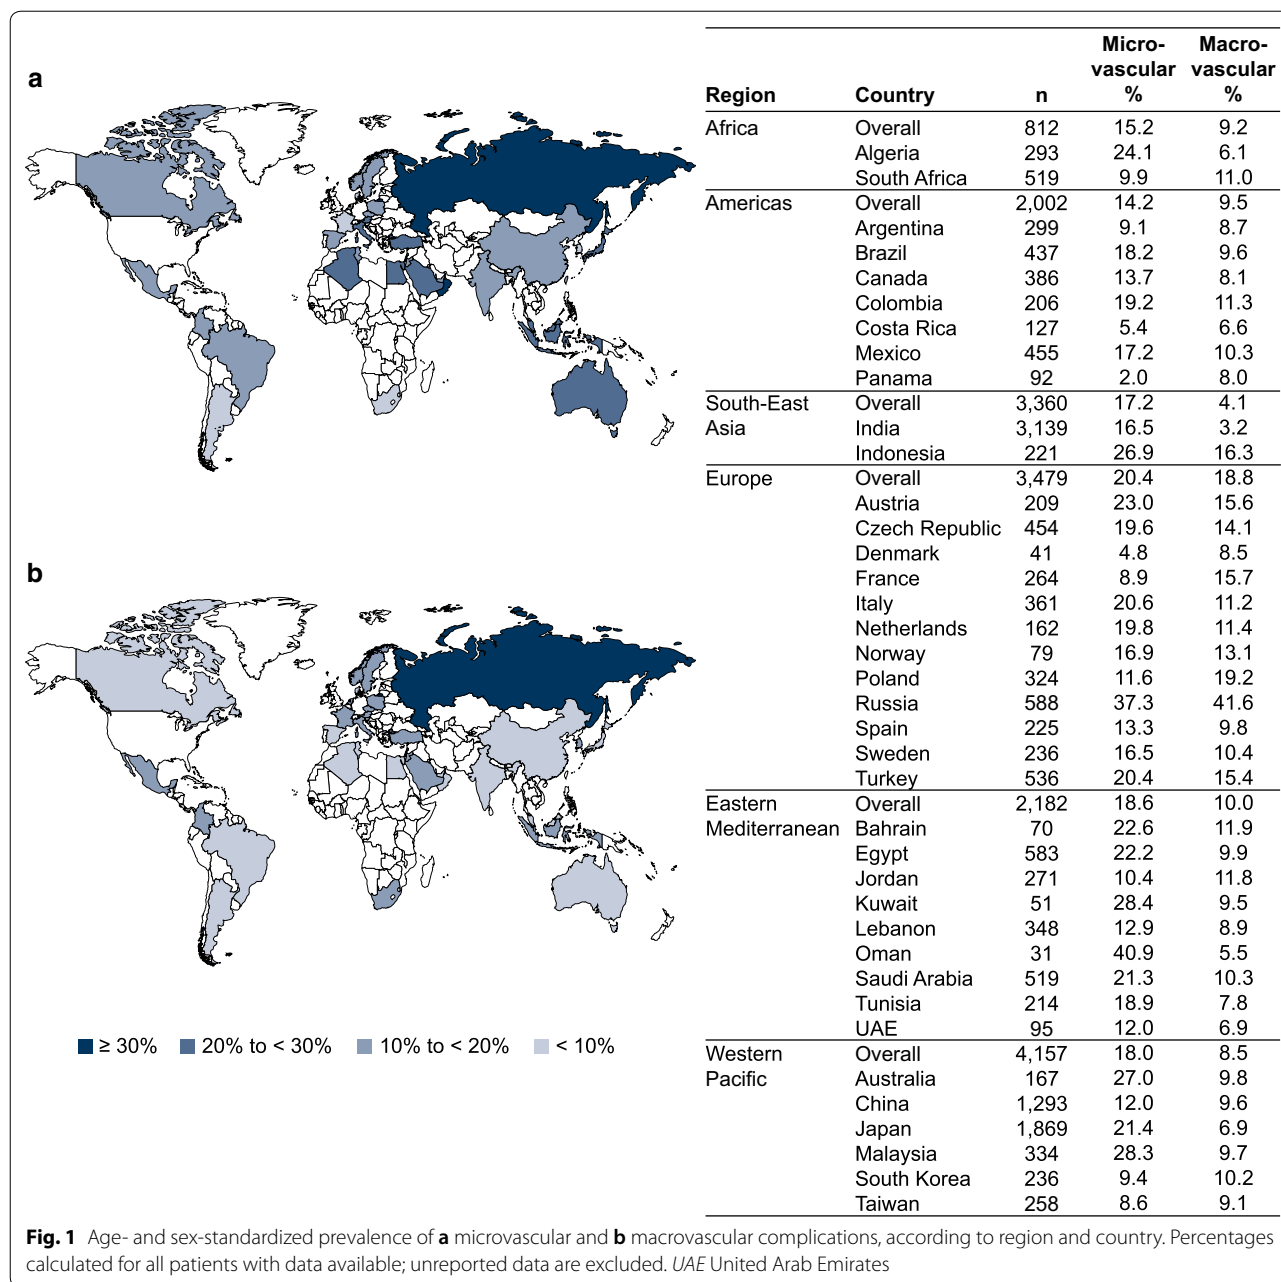 a
b
≥ 30%   20% to < 30%   10% to < 20%   < 10%
Region Country n Micro-vascular % Macro-vascular %
Africa Overall 812 15.2 9.2
Algeria 293 24.1 6.1
South Africa 519 9.9 11.0
Americas Overall 2,002 14.2 9.5
Argentina 299 9.1 8.7
Brazil 437 18.2 9.6
Canada 386 13.7 8.1
Colombia 206 19.2 11.3
Costa Rica 127 5.4 6.6
Mexico 455 17.2 10.3
Panama 92 2.0 8.0
South-East Overall 3,360 17.2 4.1
Asia India 3,139 16.5 3.2
Indonesia 221 26.9 16.3
Europe Overall 3,479 20.4 18.8
Austria 209 23.0 15.6
Czech Republic 454 19.6 14.1
Denmark 41 4.8 8.5
France 264 8.9 15.7
Italy 361 20.6 11.2
Netherlands 162 19.8 11.4
Norway 79 16.9 13.1
Poland 324 11.6 19.2
Russia 588 37.3 41.6
Spain 225 13.3 9.8
Sweden 236 16.5 10.4
Turkey 536 20.4 15.4
Eastern Overall 2,182 18.6 10.0
Mediterranean Bahrain 70 22.6 11.9
Egypt 583 22.2 9.9
Jordan 271 10.4 11.8
Kuwait 51 28.4 9.5
Lebanon 348 12.9 8.9
Oman 31 40.9 5.5
Saudi Arabia 519 21.3 10.3
Tunisia 214 18.9 7.8
UAE 95 12.0 6.9
Western Overall 4,157 18.0 8.5
Pacific Australia 167 27.0 9.8
China 1,293 12.0 9.6
Japan 1,869 21.4 6.9
Malaysia 334 28.3 9.7
South Korea 236 9.4 10.2
Taiwan 258 8.6 9.1
Fig. 1 Age- and sex-standardized prevalence of a microvascular and b macrovascular complications, according to region and country. Percentages
calculated for all patients with data available; unreported data are excluded. UAE United Arab Emirates